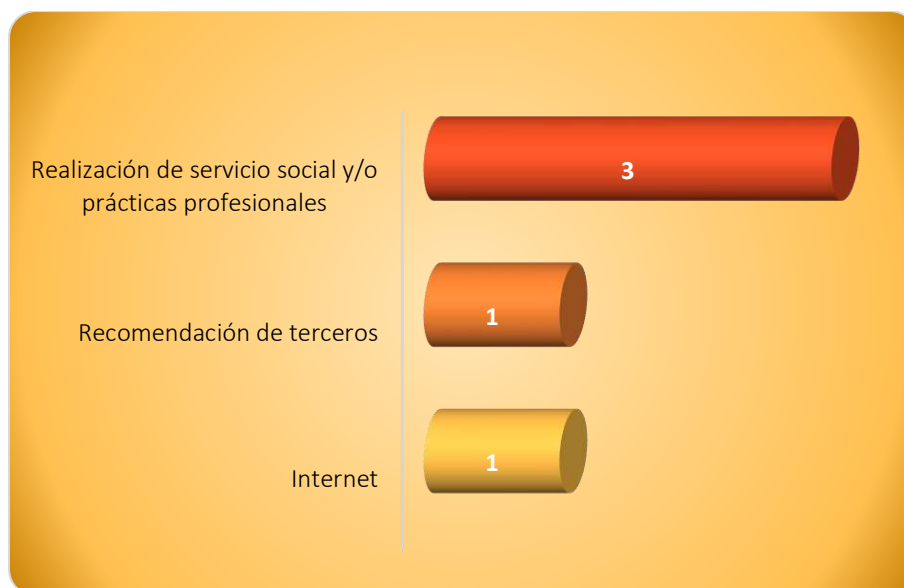 Realización de servicio social y/o
prácticas profesionales
3
Recomendación de terceros
1
Internet
1